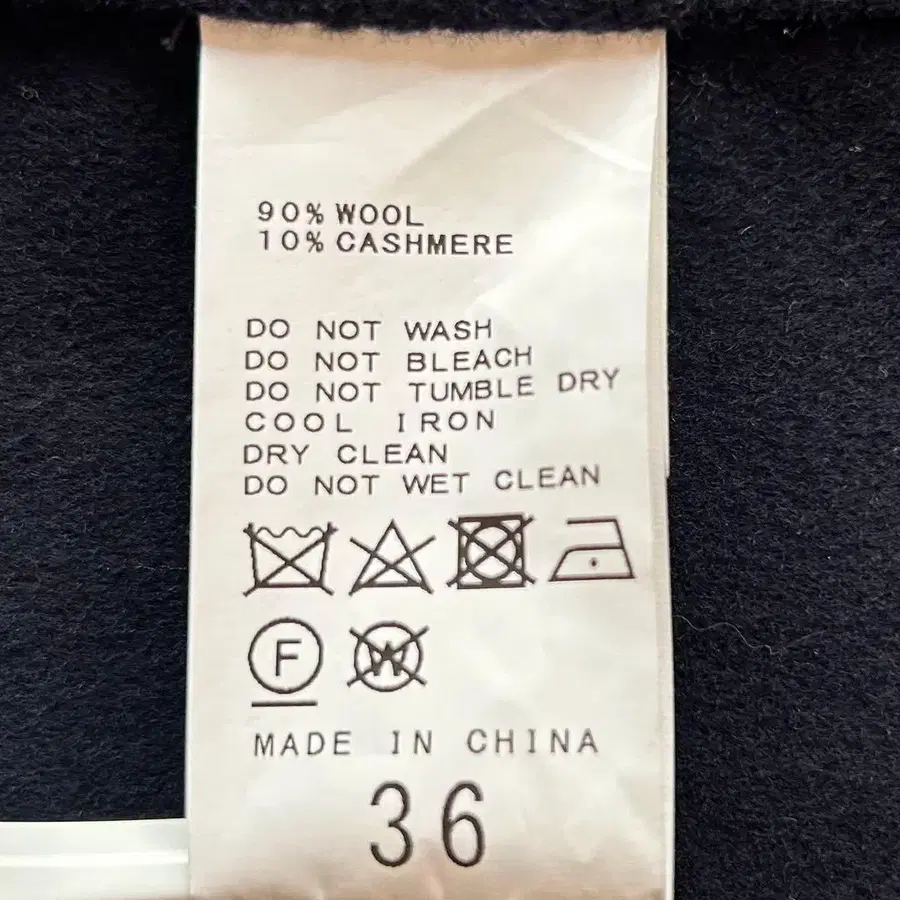 90% WOOL
10% CASHMERE
DO NOT WASH
DO NOT BLEACH
DO NOT TUMBLE DRY
COOL IRON
DRY CLEAN
DO NOT WET CLEAN
F W
MADE IN CHINA
36